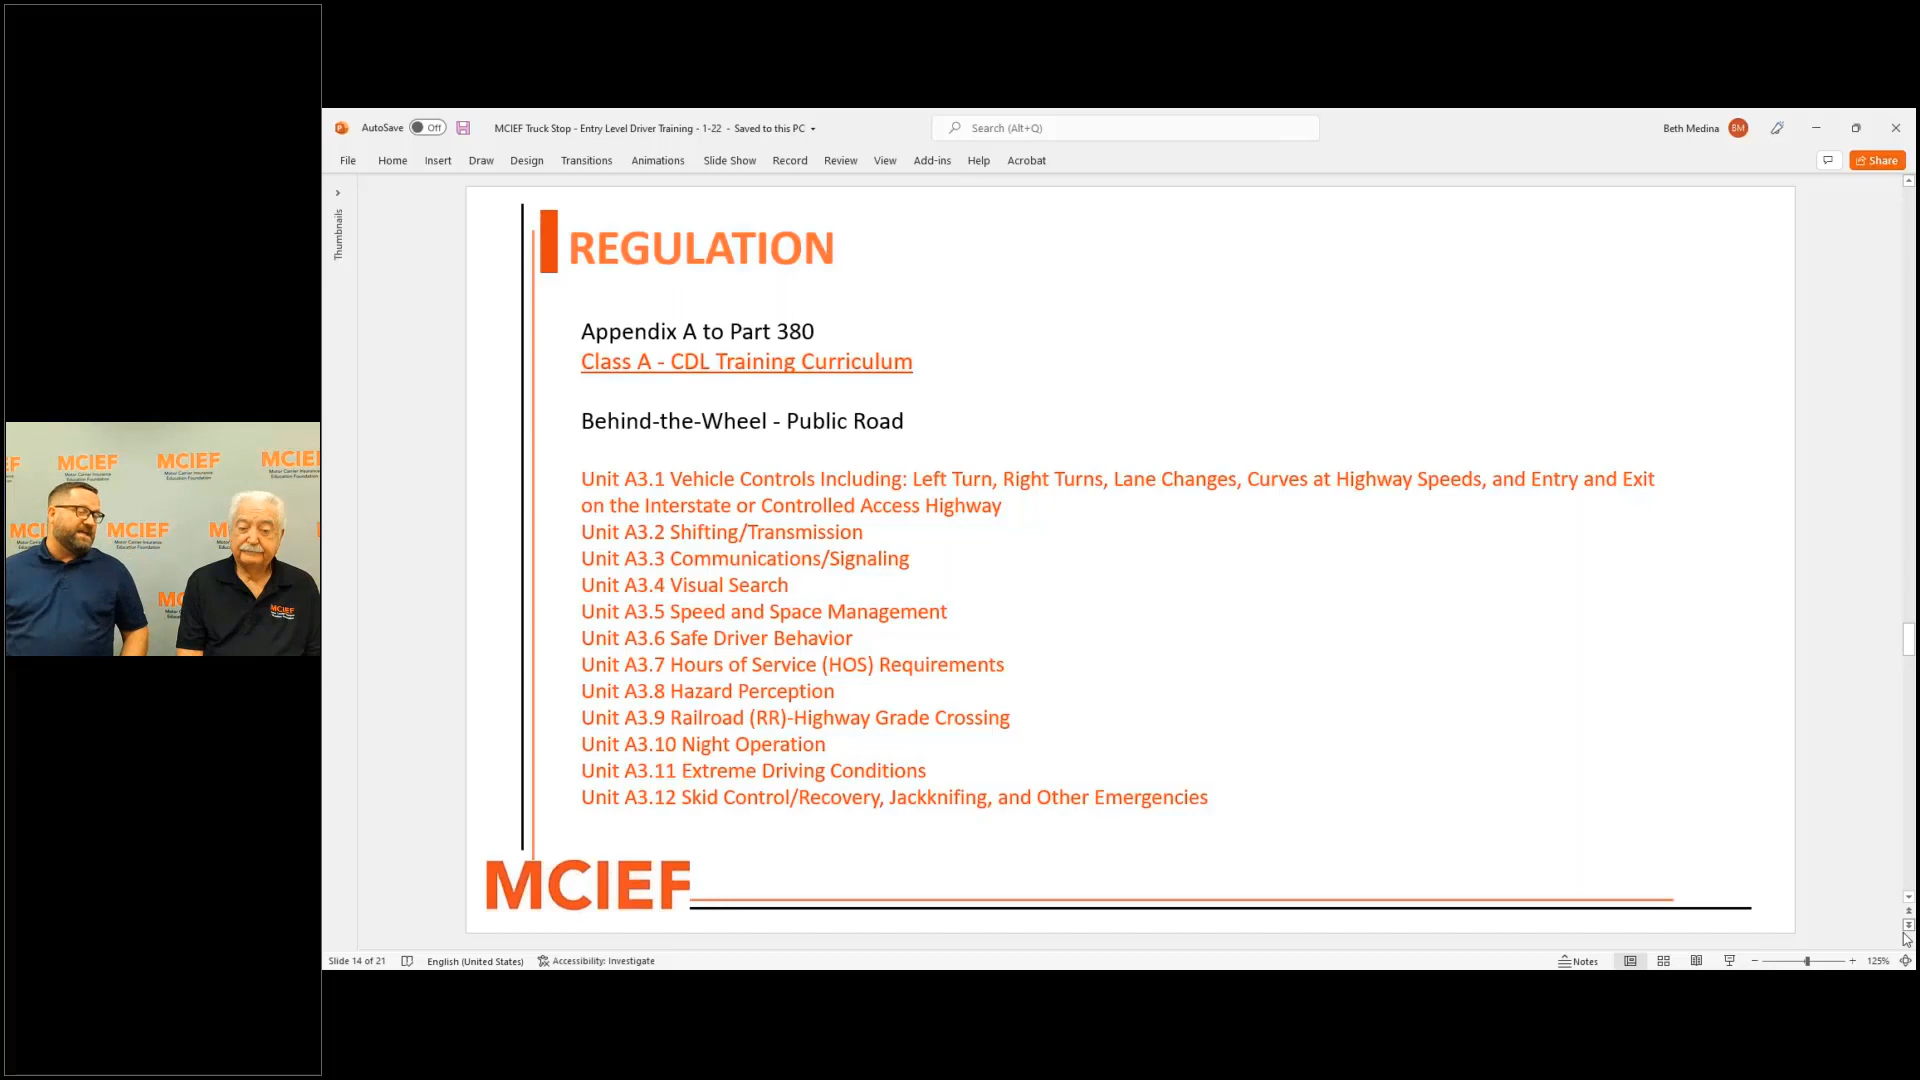 AutoSave Off MCIEF Truck Stop - Entry Level Driver Training - 1-22 - Saved to this PC Search (Alt+Q) Beth Medina BM
File Home Insert Draw Design Transitions Animations Slide Show Record Review View Add-ins Help Acrobat Share
Thumbnails
REGULATION
Appendix A to Part 380
Class A - CDL Training Curriculum
Behind-the-Wheel - Public Road
Unit A3.1 Vehicle Controls Including: Left Turn, Right Turns, Lane Changes, Curves at Highway Speeds, and Entry and Exit
on the Interstate or Controlled Access Highway
Unit A3.2 Shifting/Transmission
Unit A3.3 Communications/Signaling
Unit A3.4 Visual Search
Unit A3.5 Speed and Space Management
Unit A3.6 Safe Driver Behavior
Unit A3.7 Hours of Service (HOS) Requirements
Unit A3.8 Hazard Perception
Unit A3.9 Railroad (RR)-Highway Grade Crossing
Unit A3.10 Night Operation
Unit A3.11 Extreme Driving Conditions
Unit A3.12 Skid Control/Recovery, Jackknifing, and Other Emergencies
MCIEF
Slide 14 of 21 English (United States) Accessibility: Investigate Notes 125%
MCIEF MCIEF MCIEF
Motor Carrier Insurance
Education Foundation
MCIEF
MCIEF